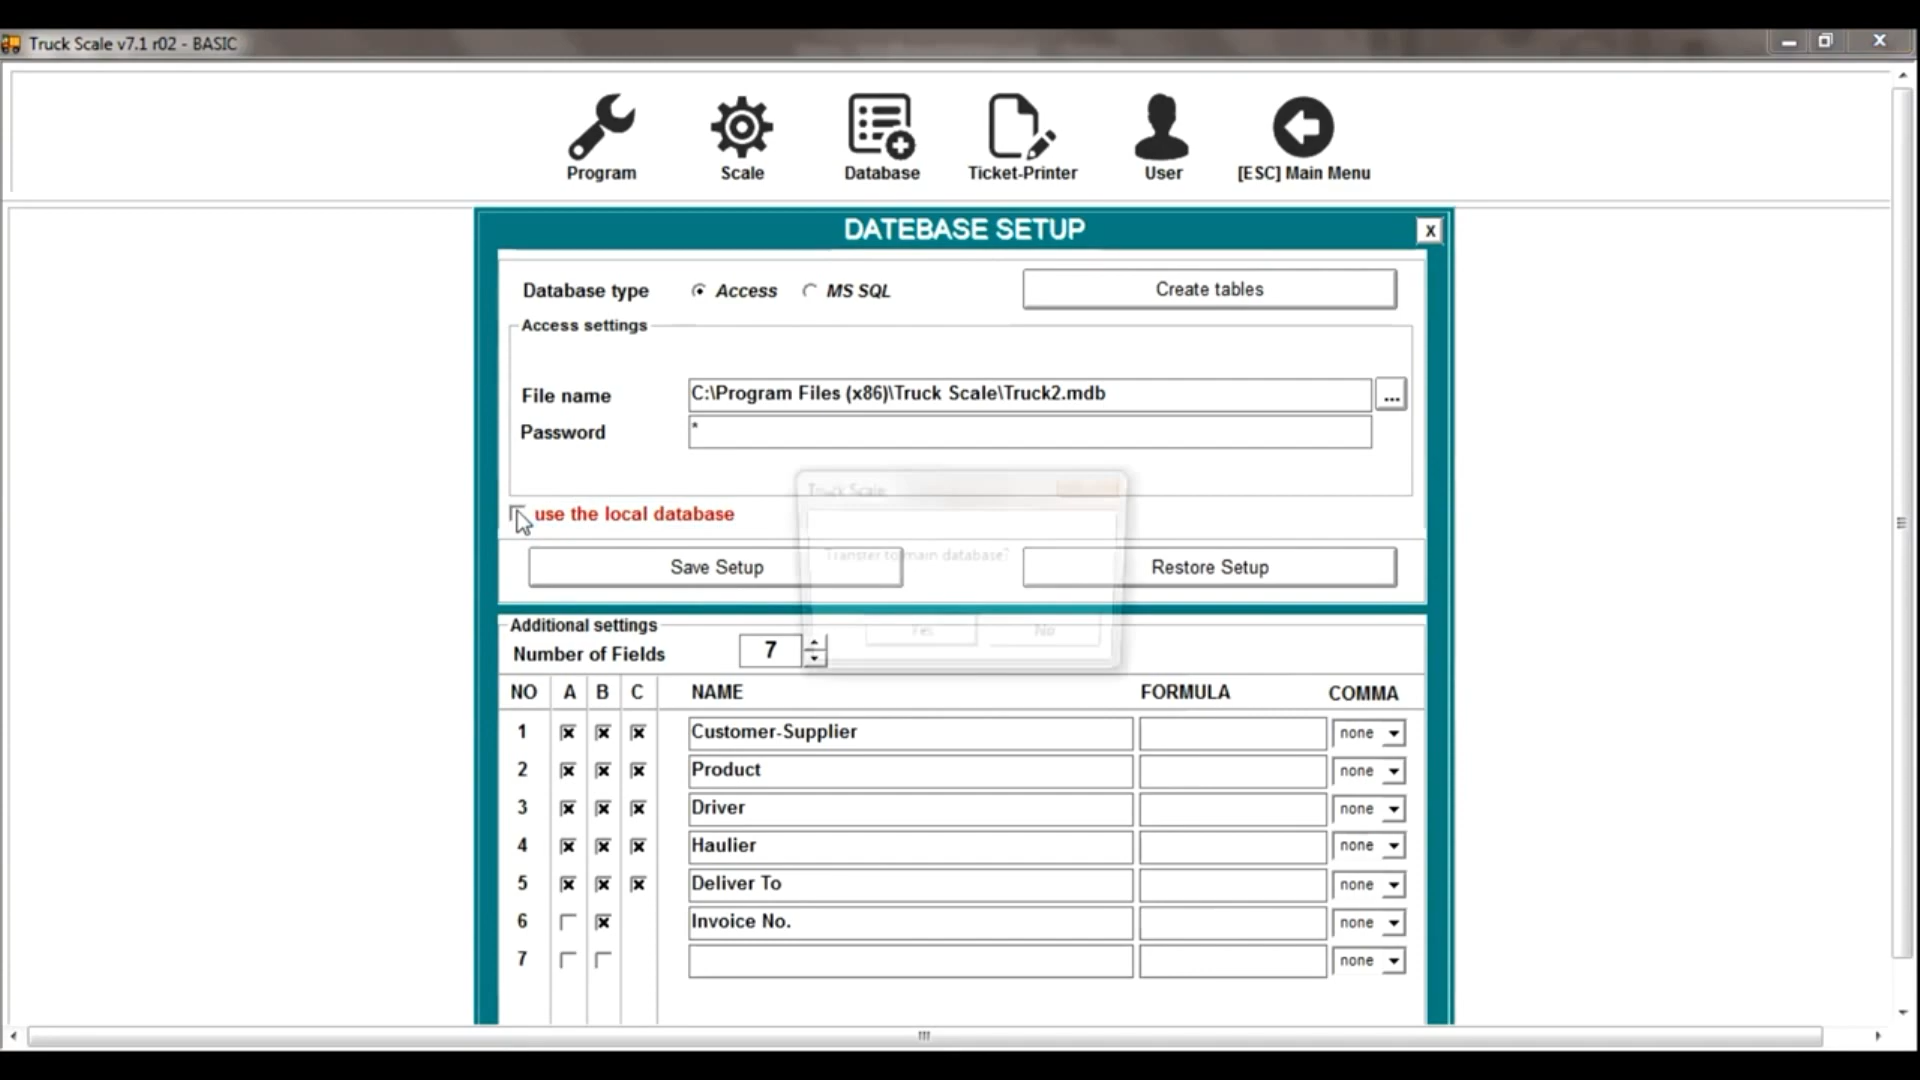 Truck Scale v7.1 r02 - BASIC
Program
Scale
Database
Ticket-Printer
User
[ESC] Main Menu
DATEBASE SETUP
X
Database type
Access
MS SQL
Create tables
Access settings
File name
C:\Program Files (x86)\Truck Scale\Truck2.mdb
...
Password
*
Truck Scale
use the local database
Transfer to main database?
Save Setup
Restore Setup
Yes
No
Additional settings
Number of Fields
7
NO A B C NAME FORMULA COMMA
1 Customer-Supplier none
2 Product none
3 Driver none
4 Haulier none
5 Deliver To none
6 Invoice No. none
7 none